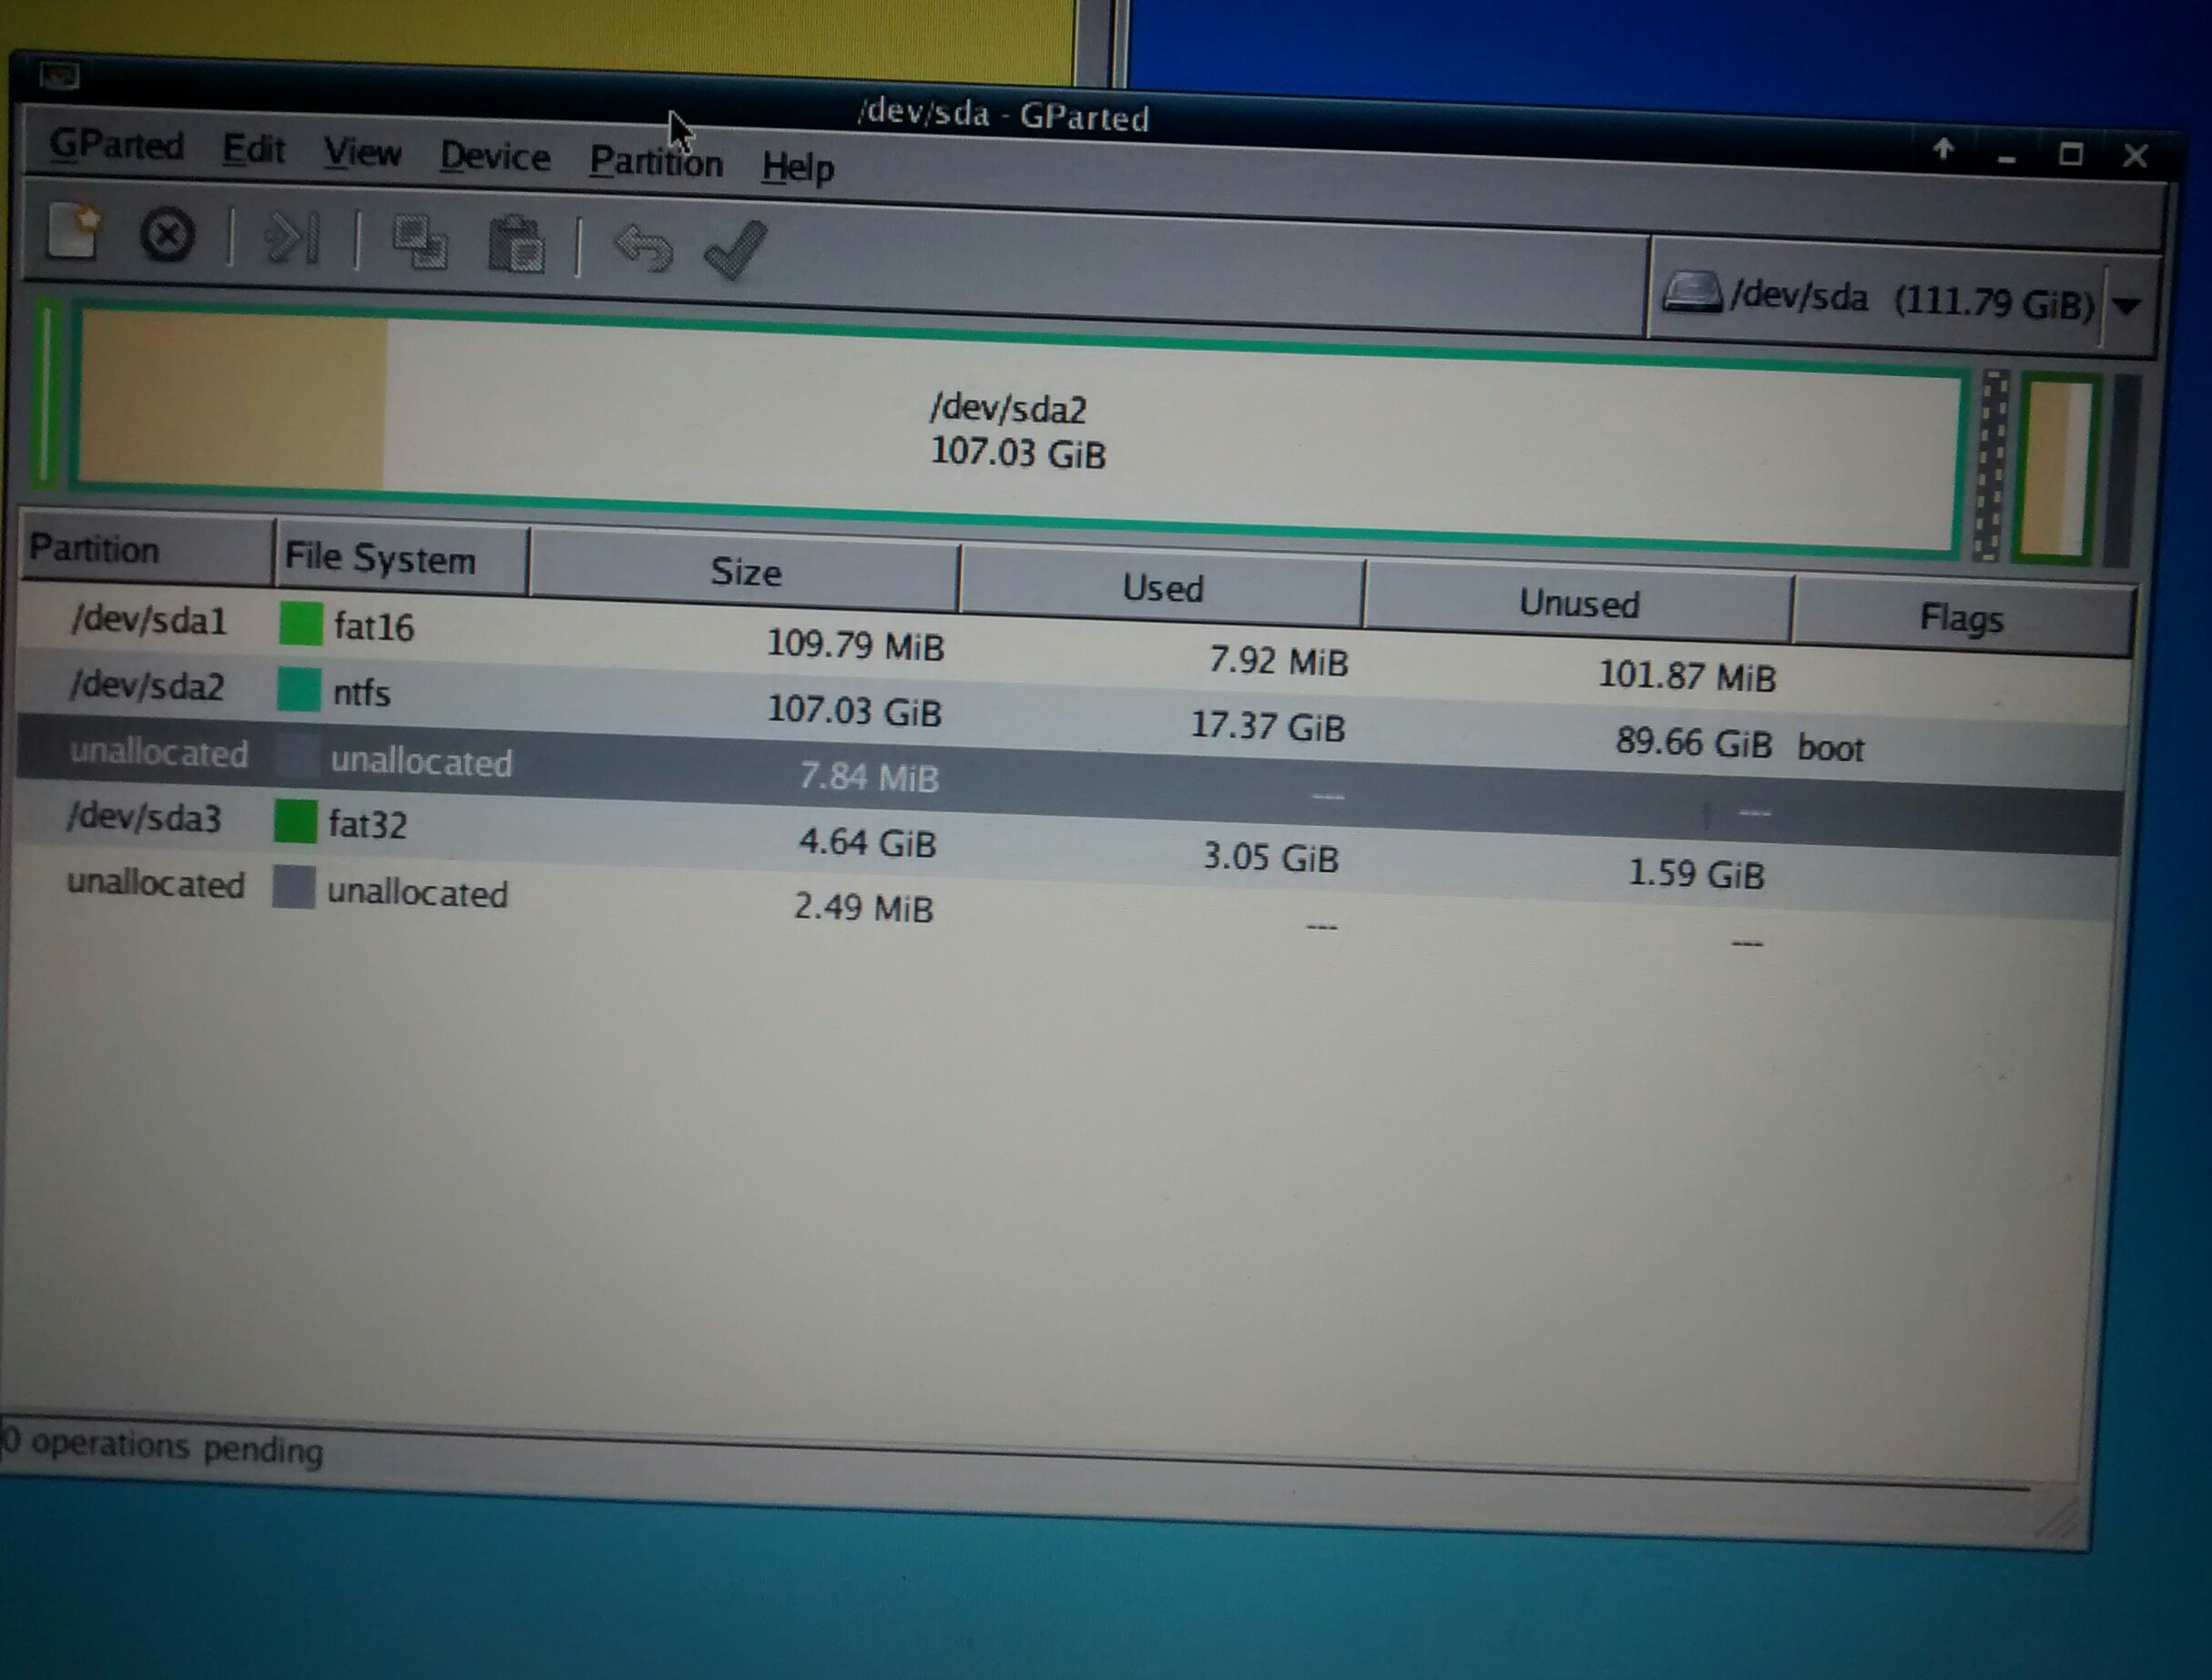 /dev/sda - GParted
GParted Edit View Device Partition Help
/dev/sda (111.79 GiB)
/dev/sda2
107.03 GiB
Partition File System Size Used Unused Flags
/dev/sda1 fat16 109.79 MiB 7.92 MiB 101.87 MiB
/dev/sda2 ntfs 107.03 GiB 17.37 GiB 89.66 GiB boot
unallocated unallocated 7.84 MiB --- ---
/dev/sda3 fat32 4.64 GiB 3.05 GiB 1.59 GiB
unallocated unallocated 2.49 MiB --- ---
0 operations pending